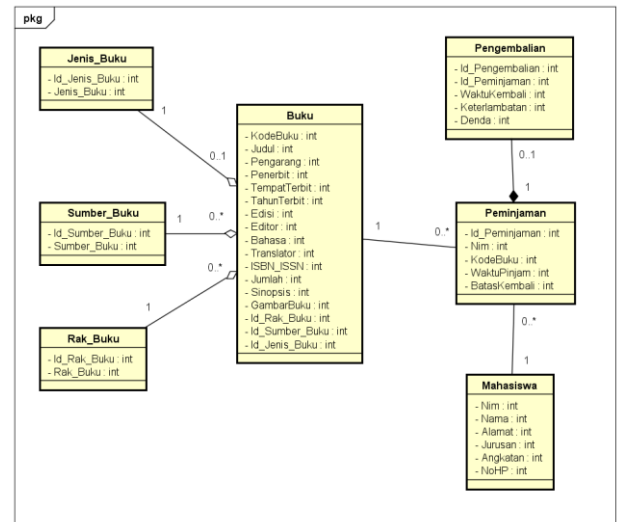 pkg
Jenis_Buku
- Id_Jenis_Buku : int
- Jenis_Buku : int
1
0..1
Sumber_Buku
- Id_Sumber_Buku : int
- Sumber_Buku : int
1
0..*
Rak_Buku
- Id_Rak_Buku : int
- Rak_Buku : int
1
0..*
Buku
- KodeBuku : int
- Judul : int
- Pengarang : int
- Penerbit : int
- TempatTerbit : int
- TahunTerbit : int
- Edisi : int
- Editor : int
- Bahasa : int
- Translator : int
- ISBN_ISSN : int
- Jumlah : int
- Sinopsis : int
- GambarBuku : int
- Id_Rak_Buku : int
- Id_Sumber_Buku : int
- Id_Jenis_Buku : int
1
0..*
Pengembalian
- Id_Pengembalian : int
- Id_Peminjaman : int
- WaktuKembali : int
- Keterlambatan : int
- Denda : int
0..1
1
Peminjaman
- Id_Peminjaman : int
- Nim : int
- KodeBuku : int
- WaktuPinjam : int
- BatasKembali : int
0..*
1
Mahasiswa
- Nim : int
- Nama : int
- Alamat : int
- Jurusan : int
- Angkatan : int
- NoHP : int